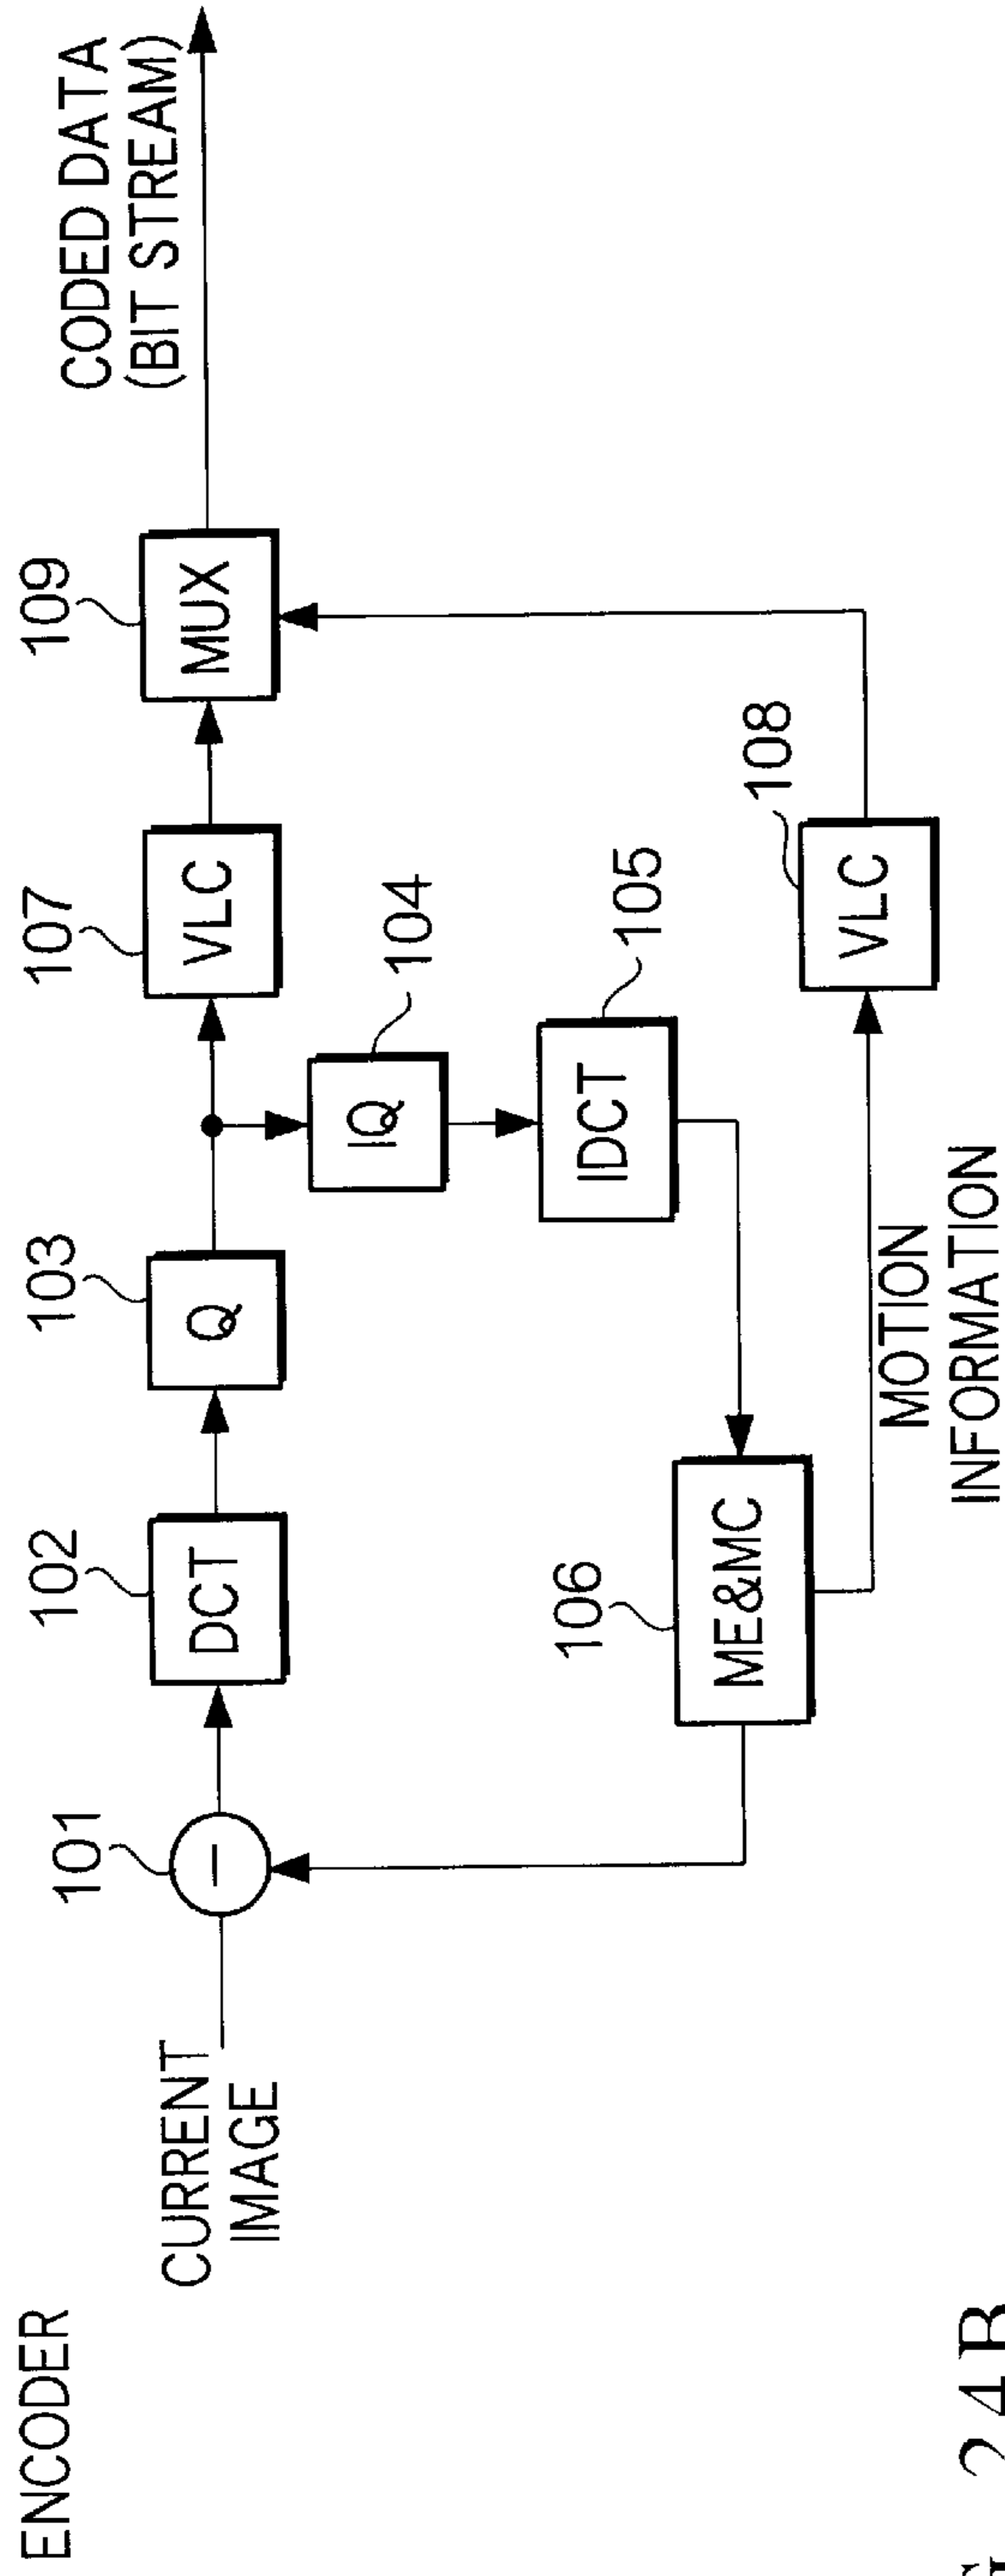 ENCODER
CURRENT
IMAGE
101
102
103
107
109
CODED DATA
(BIT STREAM)
−
DCT
Q
VLC
MUX
104
IQ
105
IDCT
106
ME&MC
108
VLC
MOTION
INFORMATION
24B